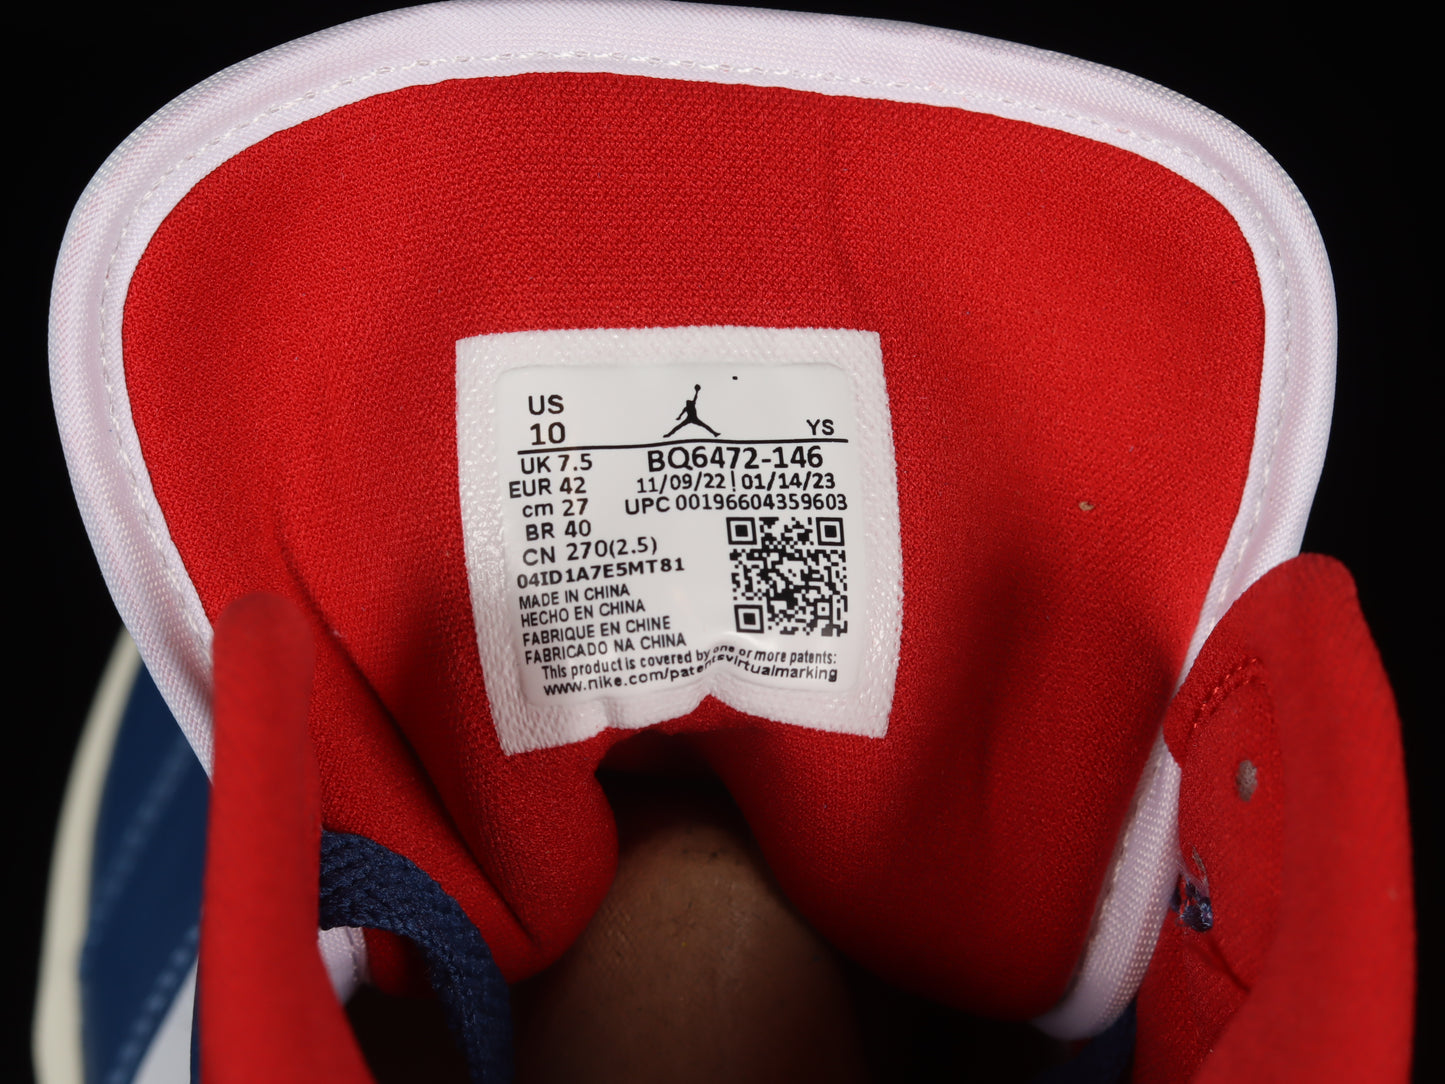 US
10
YS
UK 7.5
BQ6472-146
EUR 42
11/09/22 | 01/14/23
cm 27
UPC 00196604359603
BR 40
CN 270(2.5)
04ID1A7E5MT81
MADE IN CHINA
HECHO EN CHINA
FABRIQUE EN CHINE
FABRICADO NA CHINA
This product is covered by one or more patents:
www.nike.com/patentsvirtualmarking